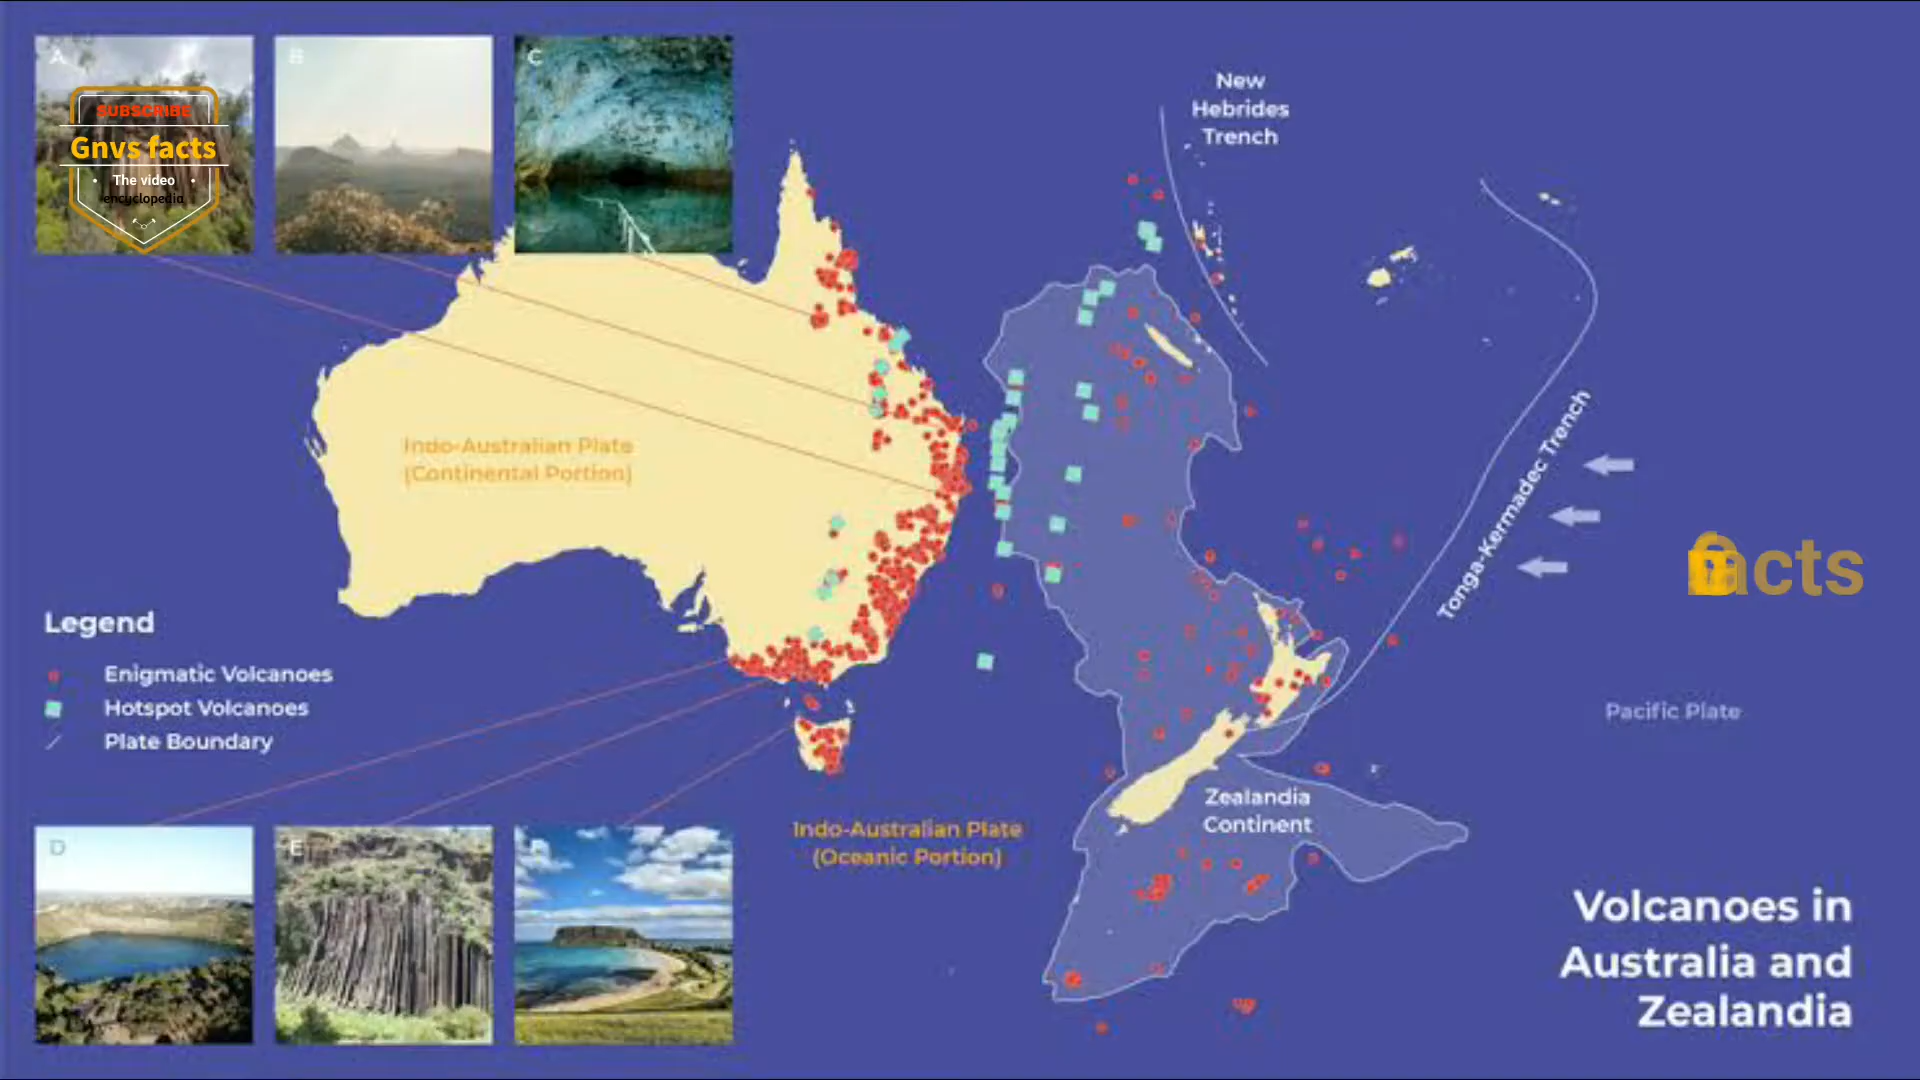 A
B
C
SUBSCRIBE
Gnvs facts
The video
encyclopedia
New
Hebrides
Trench
Indo-Australian Plate
(Continental Portion)
Tonga-Kermadec Trench
acts
Legend
Enigmatic Volcanoes
Hotspot Volcanoes
Plate Boundary
Pacific Plate
Zealandia
Continent
Indo-Australian Plate
(Oceanic Portion)
D
E
F
Volcanoes in
Australia and
Zealandia